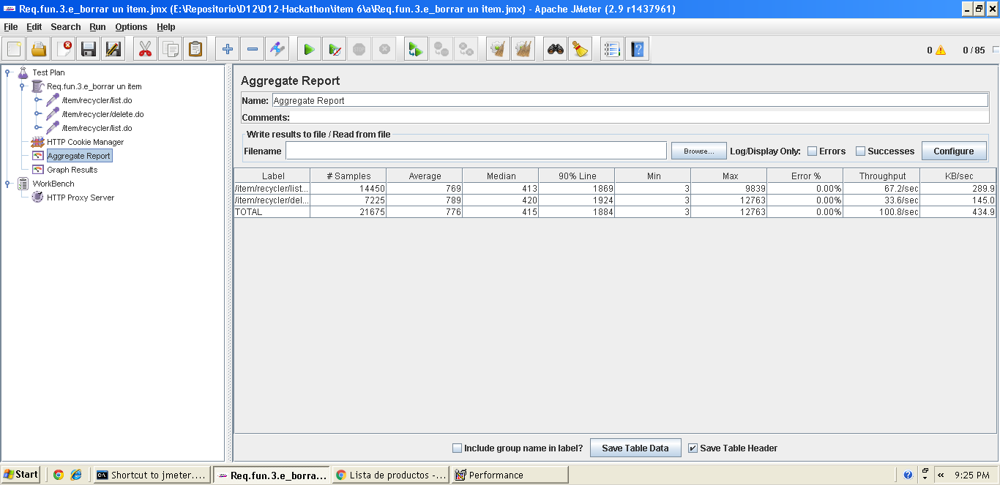 Req.fun.3.e_borrar un item.jmx (E:\Repositorio\D12\D12-Hackathon\item 6\a\Req.fun.3.e_borrar un item.jmx) - Apache JMeter (2.9 r1437961)
File Edit Search Run Options Help
0 0 / 85
Test Plan
Req.fun.3.e_borrar un item
/item/recycler/list.do
/item/recycler/delete.do
/item/recycler/list.do
HTTP Cookie Manager
Aggregate Report
Graph Results
WorkBench
HTTP Proxy Server
Aggregate Report
Name: Aggregate Report
Comments:
Write results to file / Read from file
Filename Browse... Log/Display Only: Errors Successes Configure
Label # Samples Average Median 90% Line Min Max Error % Throughput KB/sec
/item/recycler/list... 14450 769 413 1869 3 9839 0.00% 67.2/sec 289.9
/item/recycler/del... 7225 789 420 1924 3 12763 0.00% 33.6/sec 145.0
TOTAL 21675 776 415 1884 3 12763 0.00% 100.8/sec 434.9
Include group name in label? Save Table Data Save Table Header
Start Shortcut to jmeter.... Req.fun.3.e_borra... Lista de productos -... Performance « 9:25 PM